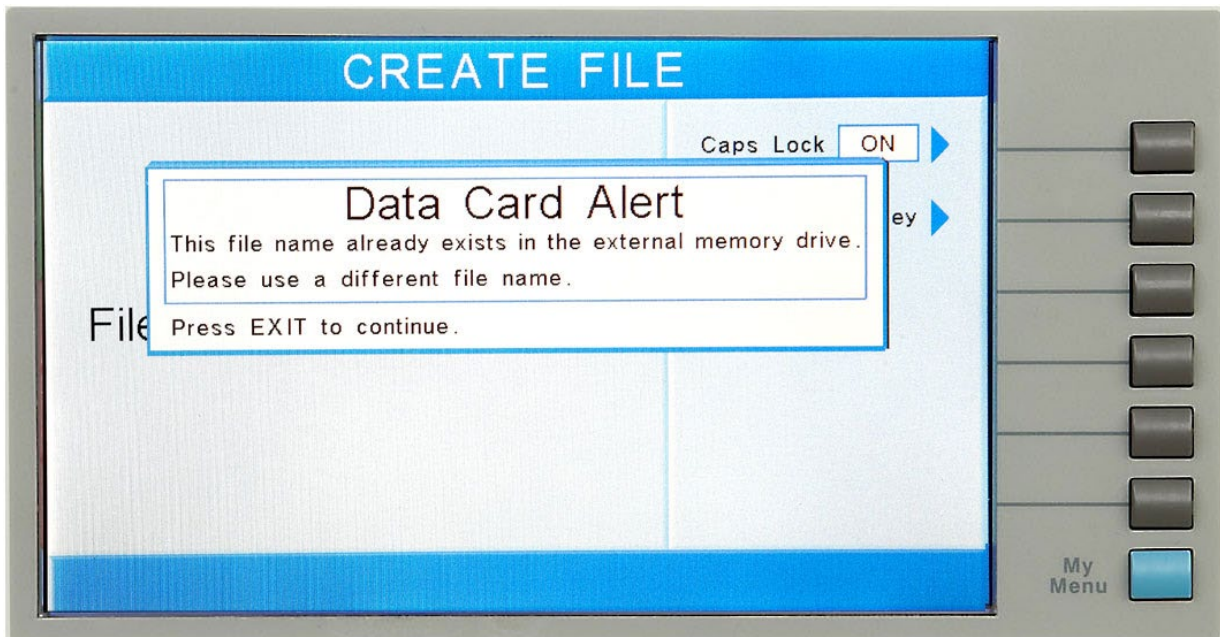 CREATE FILE
Caps Lock ON
Data Card Alert
This file name already exists in the external memory drive.
Please use a different file name.
Press EXIT to continue.
ey
File
My
Menu